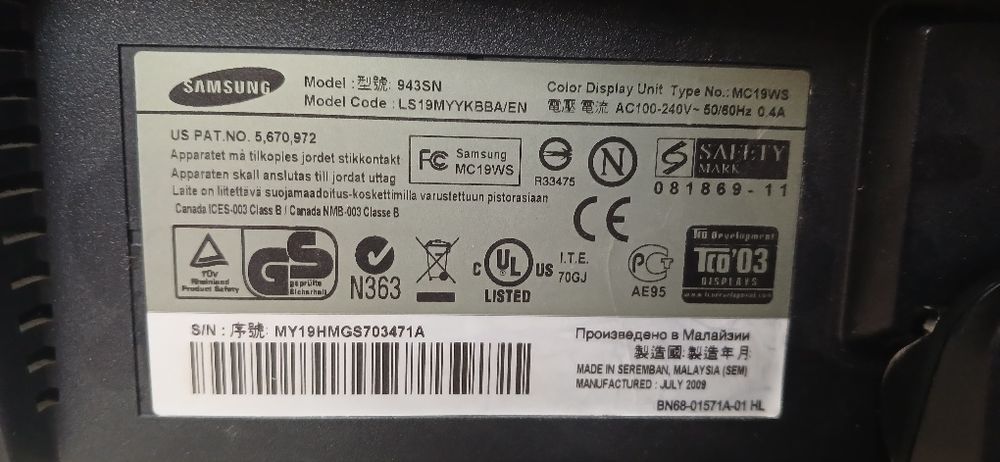 SAMSUNG
Model : 型號: 943SN
Model Code : LS19MYYKBBA/EN
Color Display Unit Type No.: MC19WS
電壓 電流 AC100-240V~ 50/60Hz 0.4A
US PAT.NO. 5,670,972
Apparatet må tilkoples jordet stikkontakt
Apparaten skall anslutas till jordat uttag
Laite on liitettävä suojamaadoitus-koskettimilla varustettuun pistorasiaan
Canada ICES-003 Class B / Canada NMB-003 Classe B
FC Samsung
MC19WS
R33475
N
S SAFETY
MARK
081869-11
CE
TÜV
Rheinland
Product Safety
GS
geprüfte
Sicherheit
N363
C UL US
LISTED
I.T.E.
70GJ
PCT
AE95
Tco Development
Tco'03
DISPLAYS
www.tcodevelopment.com
S/N : 序號: MY19HMGS703471A
Произведено в Малайзии
製造國: 製造年月
MADE IN SEREMBAN, MALAYSIA (SEM)
MANUFACTURED : JULY 2009
BN68-01571A-01 HL